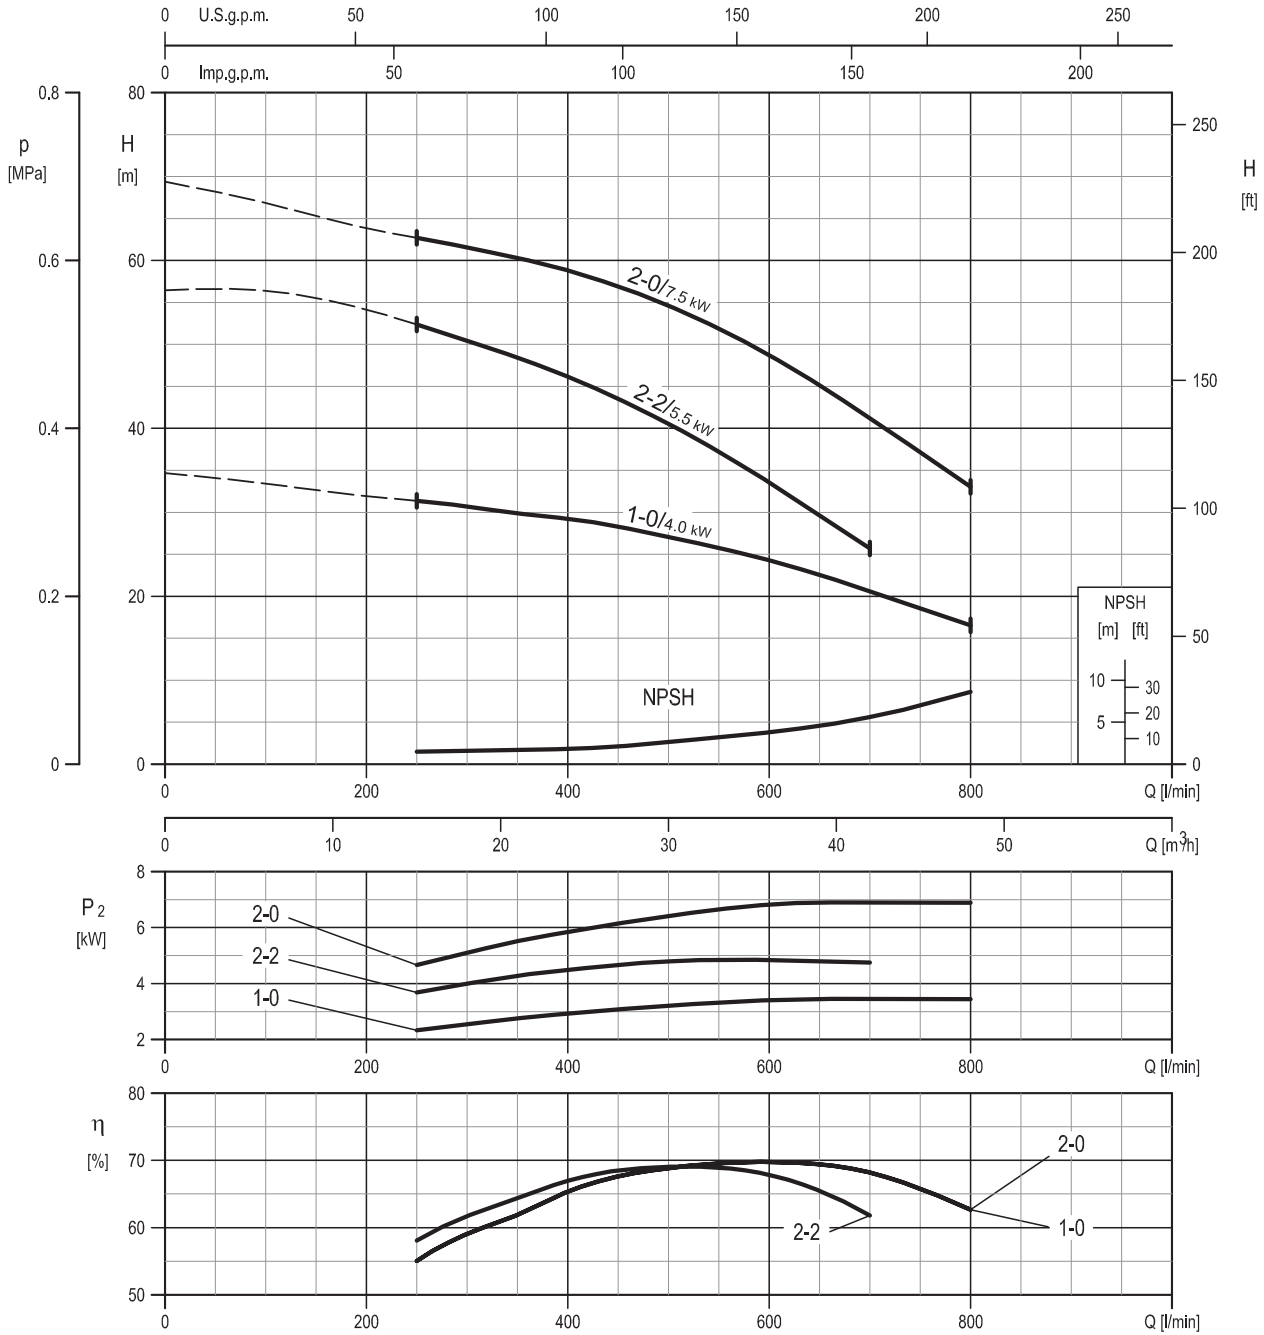 0 U.S.g.p.m. 50 100 150 200 250
0 Imp.g.p.m. 50 100 150 200
p
[MPa]
0.8
0.6
0.4
0.2
0
H
[m]
80
60
40
20
0
H
[ft]
250
200
150
100
50
0
2-0/7.5 kW
2-2/5.5 kW
1-0/4.0 kW
NPSH
NPSH
[m] [ft]
10
5
30
20
10
0 200 400 600 800 Q [l/min]
0 10 20 30 40 50 Q [m³h]
P2
[kW]
8
6
4
2
2-0
2-2
1-0
0 200 400 600 800 Q [l/min]
η
[%]
80
70
60
50
2-0
1-0
2-2
0 200 400 600 800 Q [l/min]